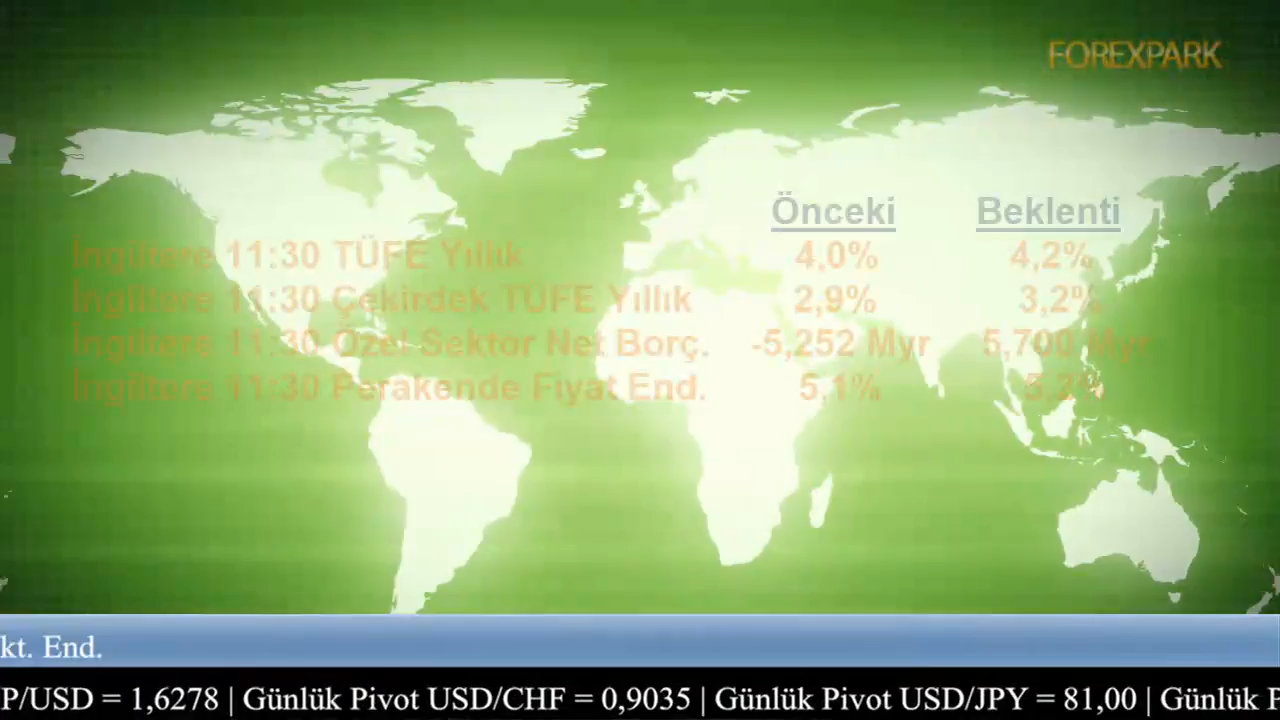 FOREXPARK
Önceki Beklenti
İngiltere 11:30 TÜFE Yıllık 4,0% 4,2%
İngiltere 11:30 Çekirdek TÜFE Yıllık 2,9% 3,2%
İngiltere 11:30 Özel Sektor Net Borç. -5,252 Myr 5,700 Myr
İngiltere 11:30 Perakende Fiyat End. 5,1% 5,2%
kt. End.
P/USD = 1,6278 | Günlük Pivot USD/CHF = 0,9035 | Günlük Pivot USD/JPY = 81,00 | Günlük P